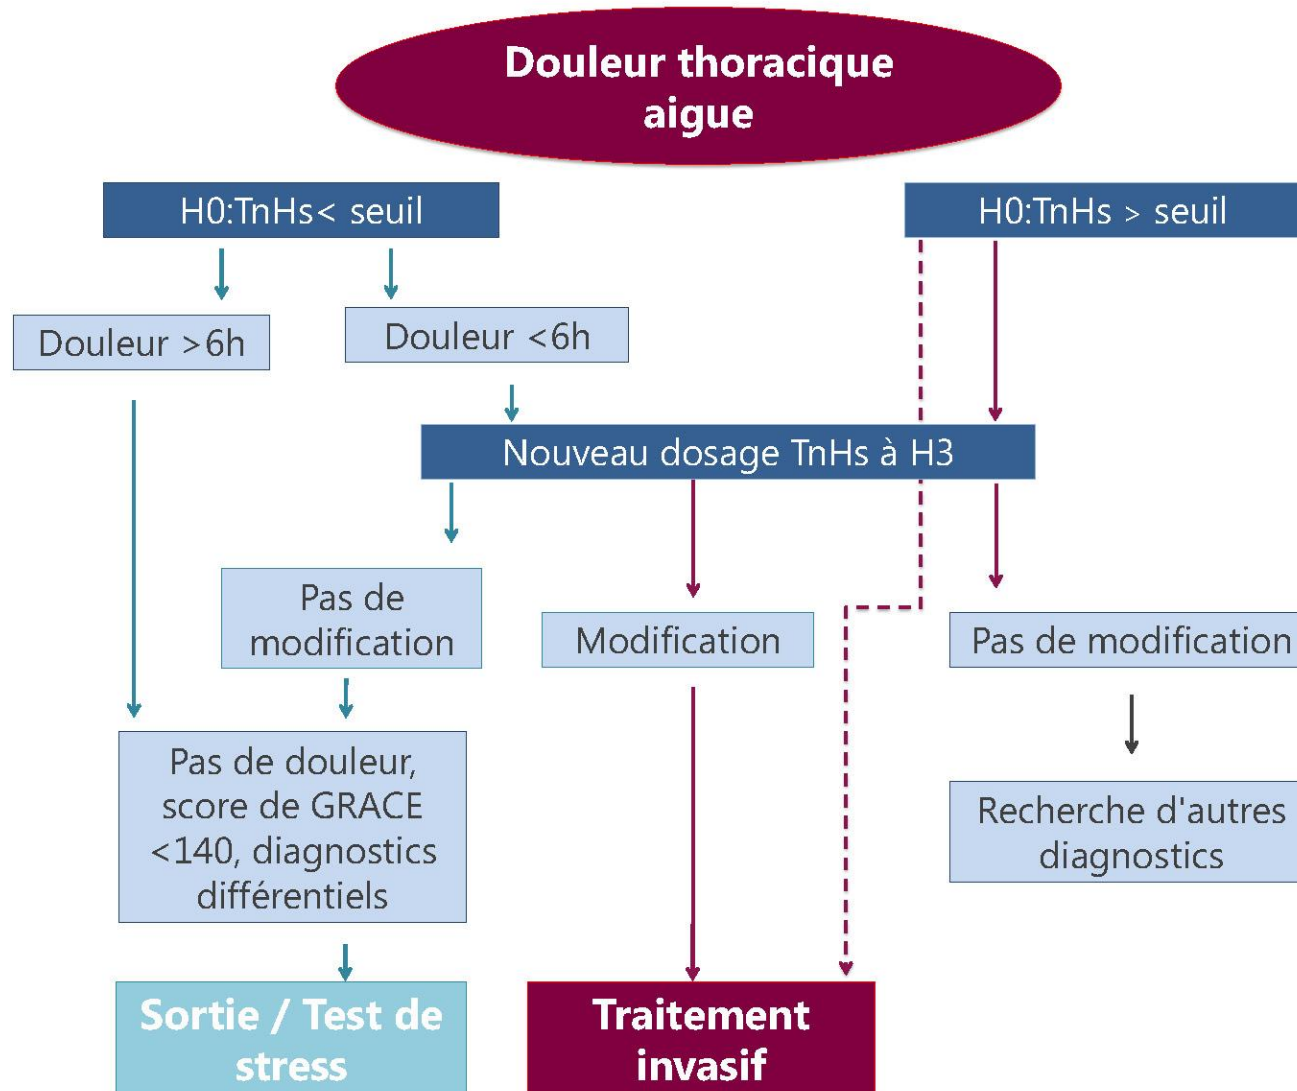 Douleur thoracique
aigue
H0:TnHs< seuil
H0:TnHs > seuil
Douleur >6h
Douleur <6h
Nouveau dosage TnHs à H3
Pas de
modification
Modification
Pas de modification
Pas de douleur,
score de GRACE
<140, diagnostics
différentiels
Recherche d'autres
diagnostics
Sortie / Test de
stress
Traitement
invasif